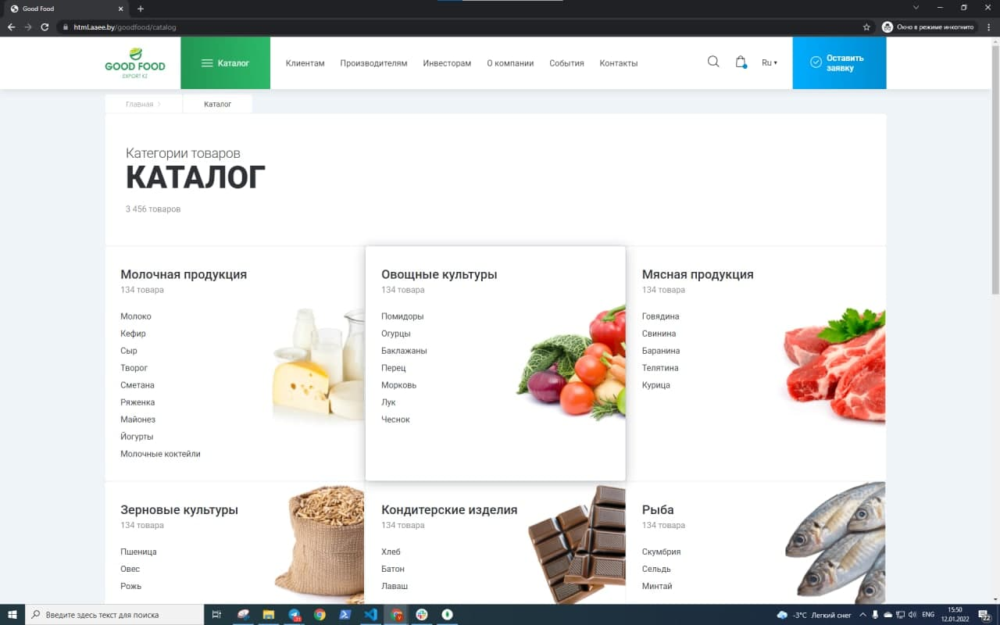 Good Food
html.aaee.by/goodfood/catalog
Окно в режиме инкогнито
GOOD FOOD
EXPORT KZ
Каталог
Клиентам
Производителям
Инвесторам
О компании
События
Контакты
Ru
Оставить
заявку
Главная
Каталог
Категории товаров
КАТАЛОГ
3 456 товаров
Молочная продукция
134 товара
Молоко
Кефир
Сыр
Творог
Сметана
Ряженка
Майонез
Йогурты
Молочные коктейли
Овощные культуры
134 товара
Помидоры
Огурцы
Баклажаны
Перец
Морковь
Лук
Чеснок
Мясная продукция
134 товара
Говядина
Свинина
Баранина
Телятина
Курица
Зерновые культуры
134 товара
Пшеница
Овес
Рожь
Кондитерские изделия
134 товара
Хлеб
Батон
Лаваш
Рыба
134 товара
Скумбрия
Сельдь
Минтай
Введите здесь текст для поиска
-3°C Легкий снег
ENG
15:50
12.01.2022
22